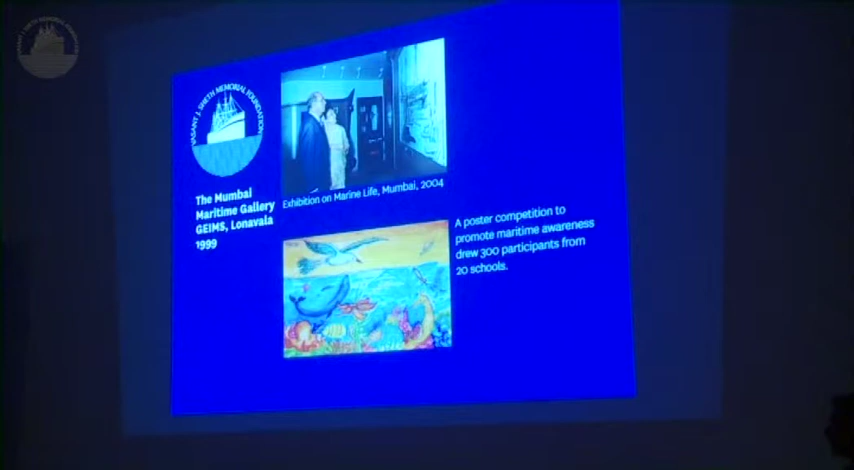 VASANT J. SHETH MEMORIAL FOUNDATION
The Mumbai
Maritime Gallery
GEIMS, Lonavala
1999
Exhibition on Marine Life, Mumbai, 2004
A poster competition to
promote maritime awareness
drew 300 participants from
20 schools.